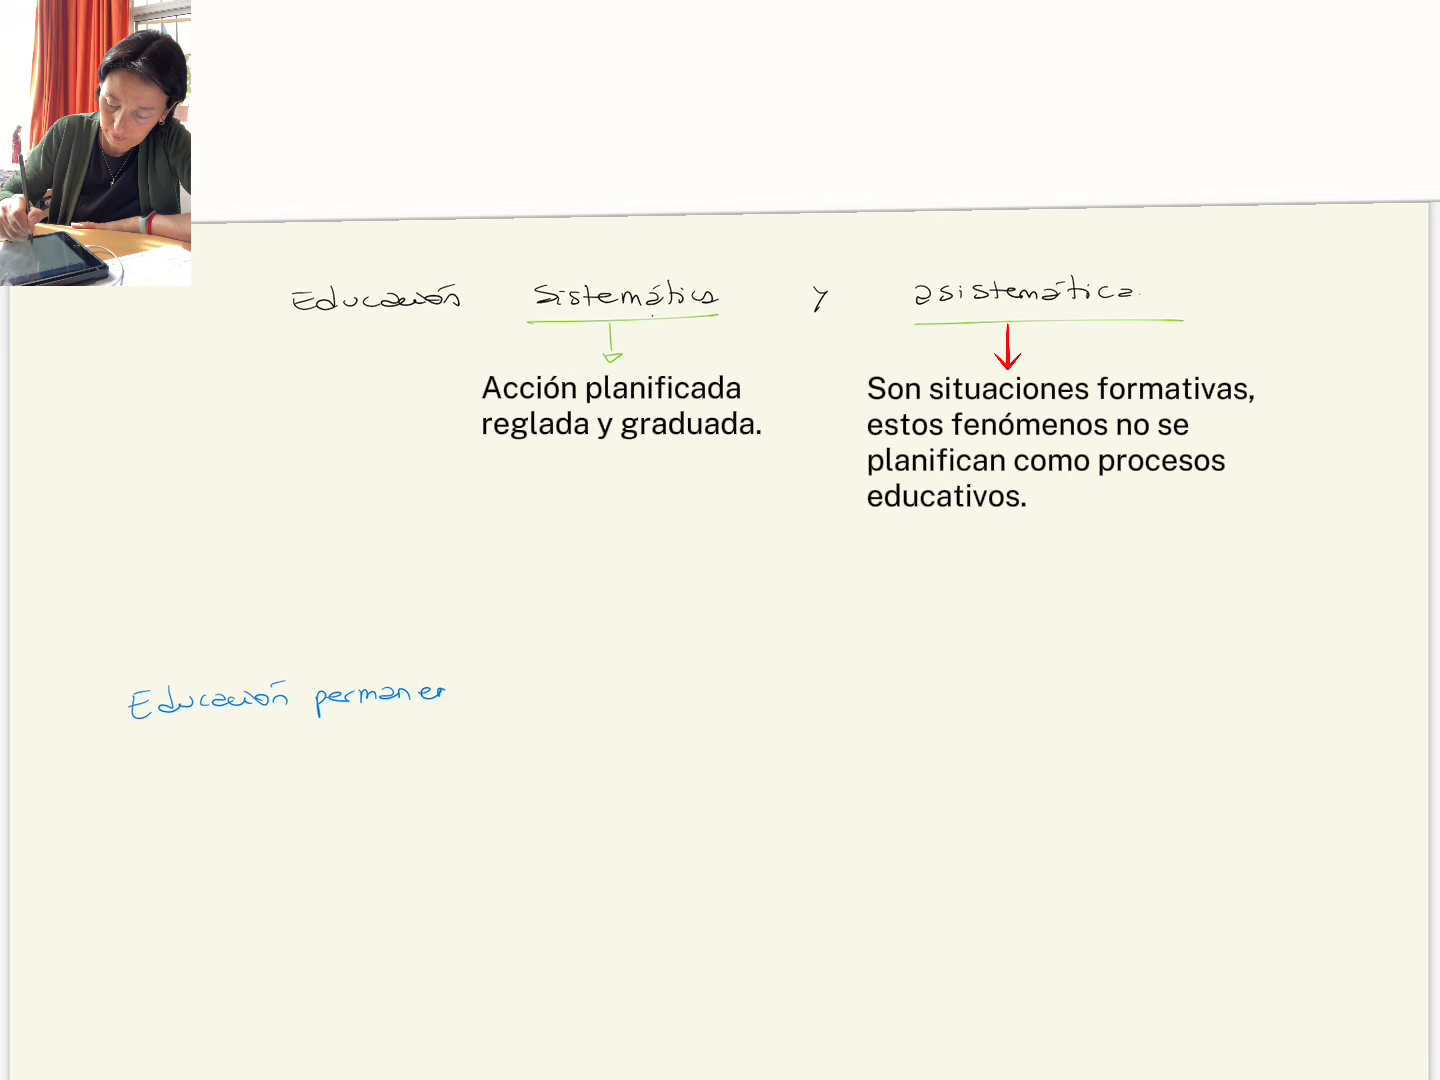 Educación sistemática y asistemática.
Acción planificada
reglada y graduada.
Son situaciones formativas,
estos fenómenos no se
planifican como procesos
educativos.
Educación permaner